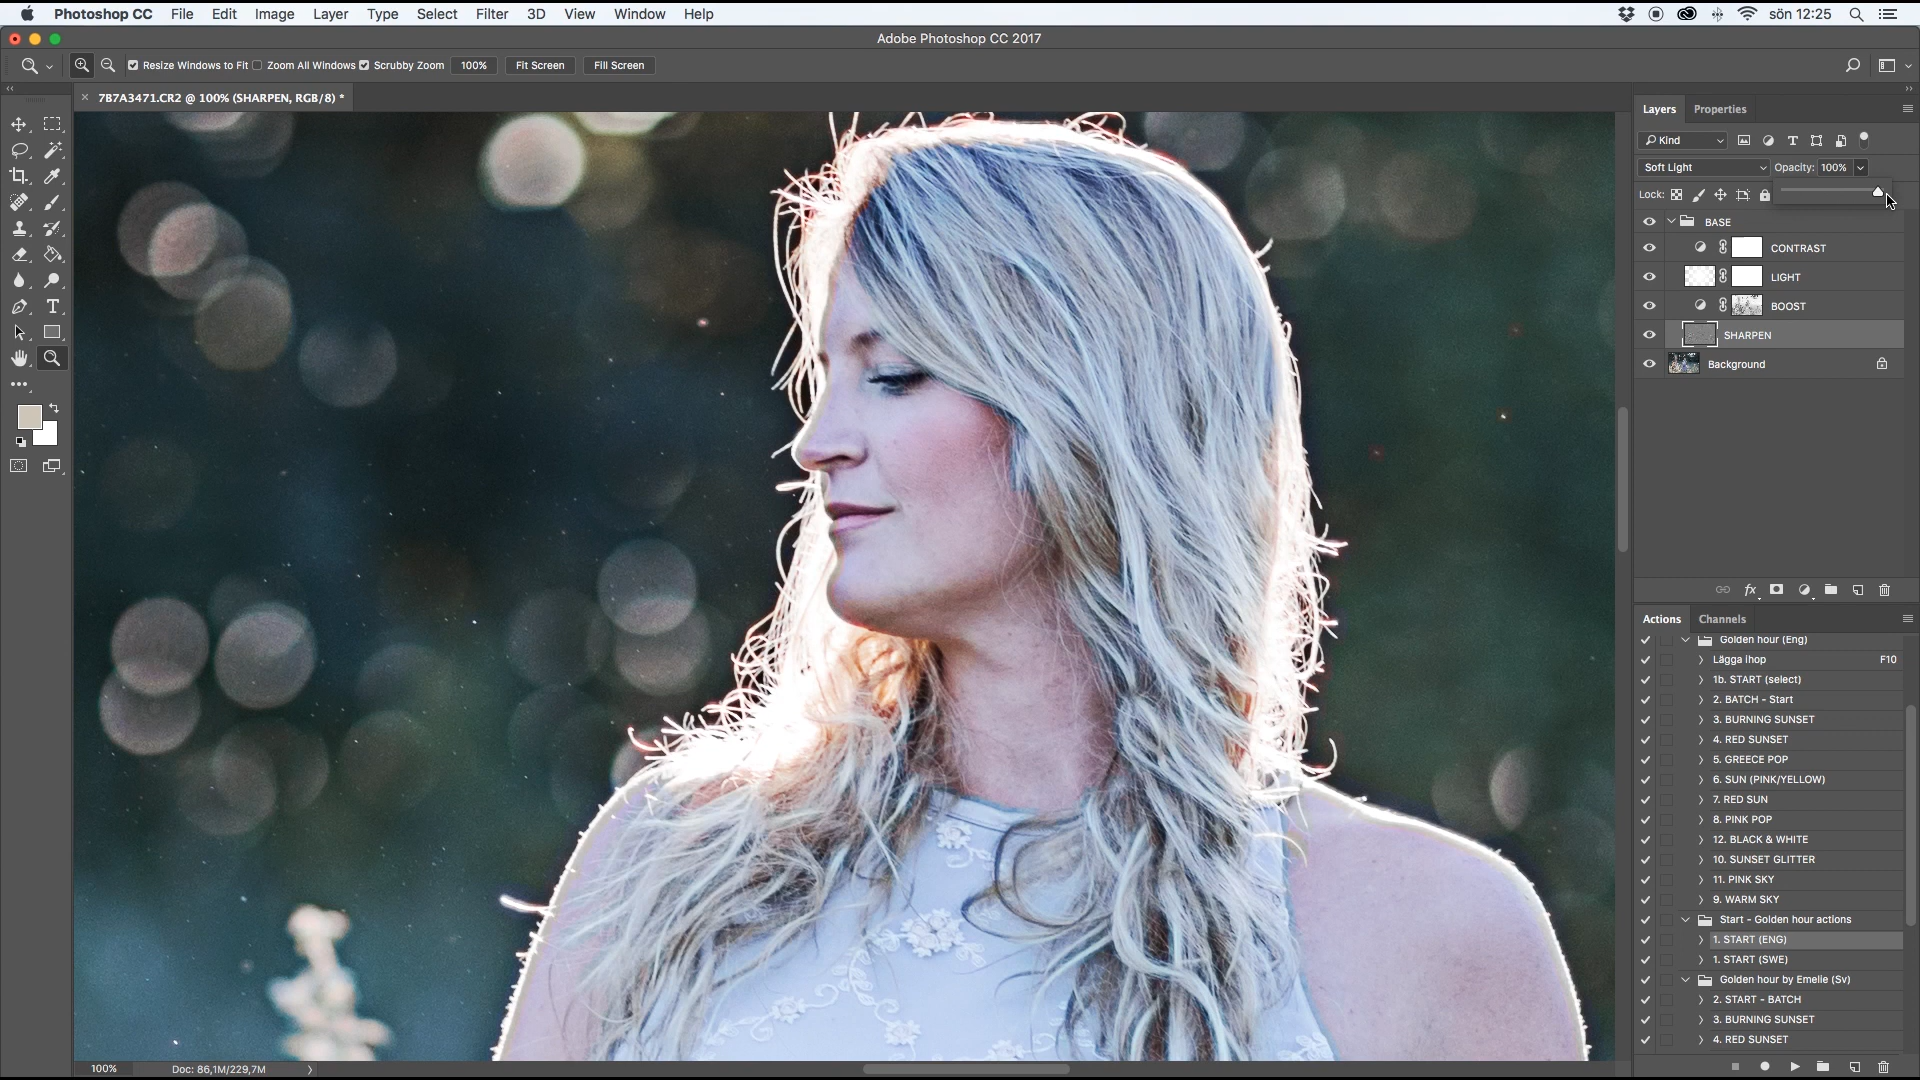 Photoshop CC File Edit Image Layer Type Select Filter 3D View Window Help sön 12:25
Adobe Photoshop CC 2017
Resize Windows to Fit Zoom All Windows Scrubby Zoom 100% Fit Screen Fill Screen
7B7A3471.CR2 @ 100% (SHARPEN, RGB/8) *
Layers Properties
Kind
Soft Light Opacity: 100%
Lock:
BASE
CONTRAST
LIGHT
BOOST
SHARPEN
Background
fx
Actions Channels
Golden hour (Eng)
Lägga ihop F10
1b. START (select)
2. BATCH - Start
3. BURNING SUNSET
4. RED SUNSET
5. GREECE POP
6. SUN (PINK/YELLOW)
7. RED SUN
8. PINK POP
12. BLACK & WHITE
10. SUNSET GLITTER
11. PINK SKY
9. WARM SKY
Start - Golden hour actions
1. START (ENG)
1. START (SWE)
Golden hour by Emelie (Sv)
2. START - BATCH
3. BURNING SUNSET
4. RED SUNSET
100% Doc: 86,1M/229,7M